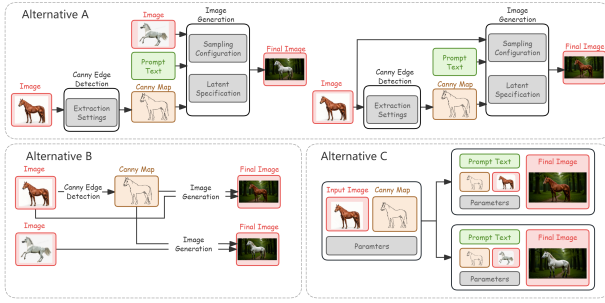 Alternative A
Image
Generation
Image
Sampling
Configuration
Final Image
Prompt
Text
Canny Edge
Detection
Image
Canny Map
Latent
Specification
Extraction
Settings
Image
Generation
Sampling
Configuration
Final Image
Prompt
Text
Canny Edge
Detection
Image
Canny Map
Latent
Specification
Extraction
Settings
Alternative B
Image
Canny Map
Final Image
Canny Edge
Detection
Image
Generation
Image
Final Image
Image
Generation
Alternative C
Input Image
Canny Map
Paramters
Prompt Text
Final Image
Parameters
Prompt Text
Final Image
Parameters